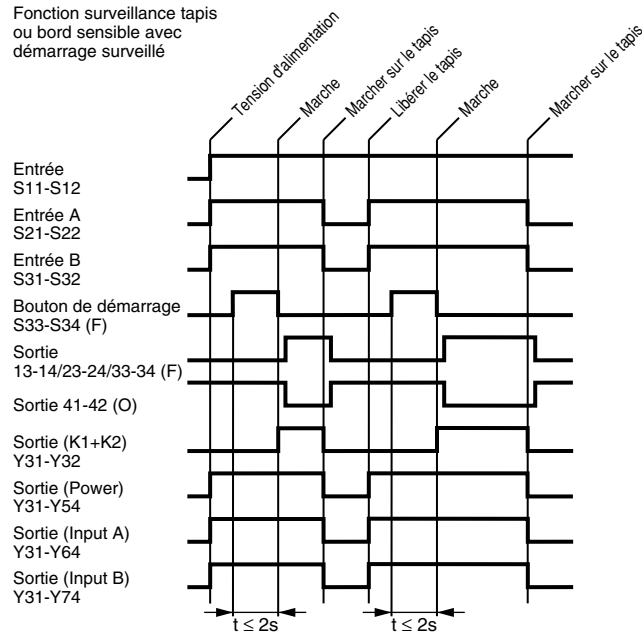 Fonction surveillance tapis
ou bord sensible avec
démarrage surveillé
Tension d'alimentation
Marche
Marcher sur le tapis
Libérer le tapis
Marche
Marcher sur le tapis
Entrée
S11-S12
Entrée A
S21-S22
Entrée B
S31-S32
Bouton de démarrage
S33-S34 (F)
Sortie
13-14/23-24/33-34 (F)
Sortie 41-42 (O)
Sortie (K1+K2)
Y31-Y32
Sortie (Power)
Y31-Y54
Sortie (Input A)
Y31-Y64
Sortie (Input B)
Y31-Y74
t ≤ 2s
t ≤ 2s